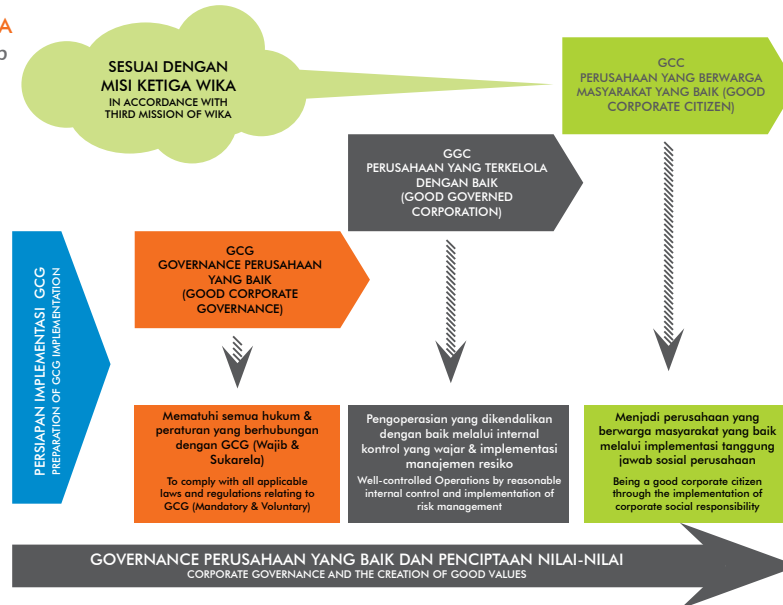 A
p
SESUAI DENGAN
MISI KETIGA WIKA
IN ACCORDANCE WITH
THIRD MISSION OF WIKA
GCC
PERUSAHAAN YANG BERWARGA
MASYARAKAT YANG BAIK (GOOD
CORPORATE CITIZEN)
GGC
PERUSAHAAN YANG TERKELOLA
DENGAN BAIK
(GOOD GOVERNED
CORPORATION)
GCG
GOVERNANCE PERUSAHAAN
YANG BAIK
(GOOD CORPORATE
GOVERNANCE)
PERSIAPAN IMPLEMENTASI GCG
PREPARATION OF GCG IMPLEMENTATION
Mematuhi semua hukum &
peraturan yang berhubungan
dengan GCG (Wajib &
Sukarela)
To comply with all applicable
laws and regulations relating to
GCG (Mandatory & Voluntary)
Pengoperasian yang dikendalikan
dengan baik melalui internal
kontrol yang wajar & implementasi
manajemen resiko
Well-controlled Operations by reasonable
internal control and implementation of
risk management
Menjadi perusahaan yang
berwarga masyarakat yang baik
melalui implementasi tanggung
jawab sosial perusahaan
Being a good corporate citizen
through the implementation of
corporate social responsibility
GOVERNANCE PERUSAHAAN YANG BAIK DAN PENCIPTAAN NILAI-NILAI
CORPORATE GOVERNANCE AND THE CREATION OF GOOD VALUES